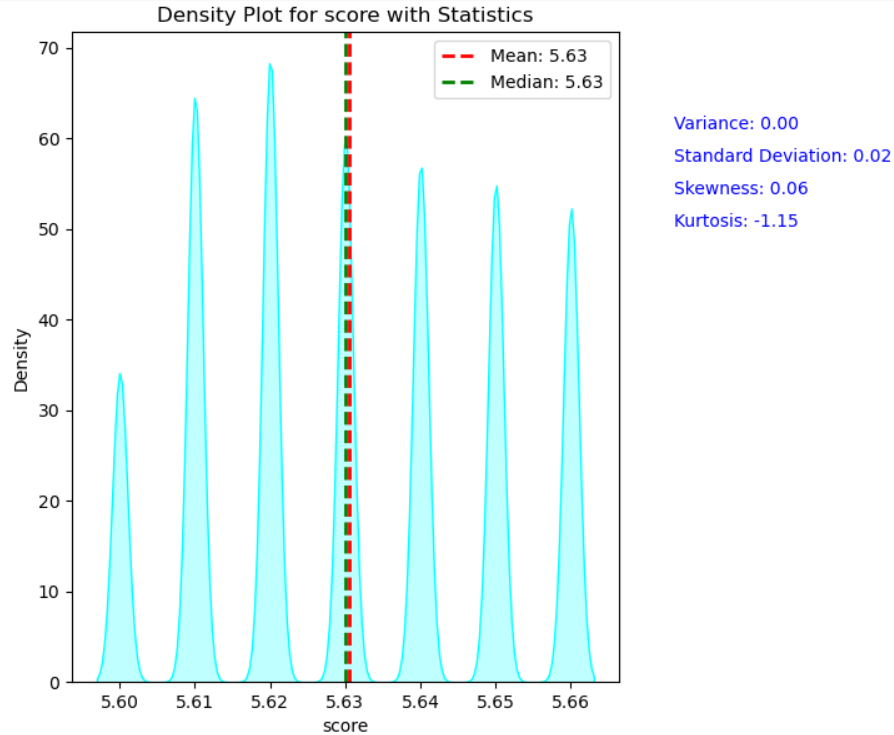 Density Plot for score with Statistics
70
60
50
40
30
20
10
0
Density
Mean: 5.63
Median: 5.63
5.60 5.61 5.62 5.63 5.64 5.65 5.66
score
Variance: 0.00
Standard Deviation: 0.02
Skewness: 0.06
Kurtosis: -1.15